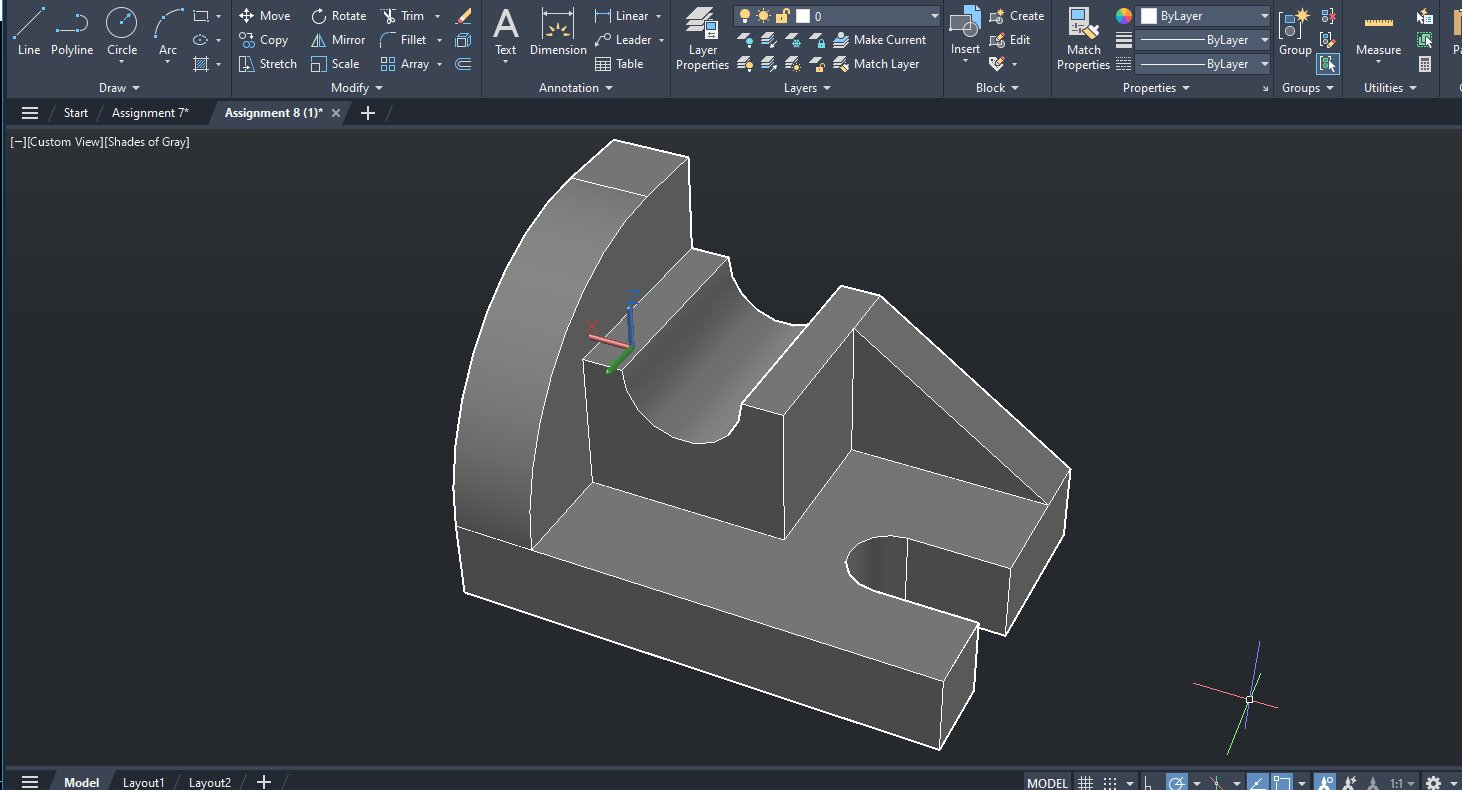 Line Polyline Circle Arc
Draw
Move Rotate Trim
Copy Mirror Fillet
Stretch Scale Array
Modify
Text Dimension
Linear
Leader
Table
Annotation
Layer
Properties
0
Make Current
Match Layer
Layers
Insert
Create
Edit
Block
Match
Properties
ByLayer
ByLayer
ByLayer
Properties
Group
Groups
Measure
Utilities
Start Assignment 7* Assignment 8 (1)*
[−][Custom View][Shades of Gray]
X
Model Layout1 Layout2
MODEL 1:1